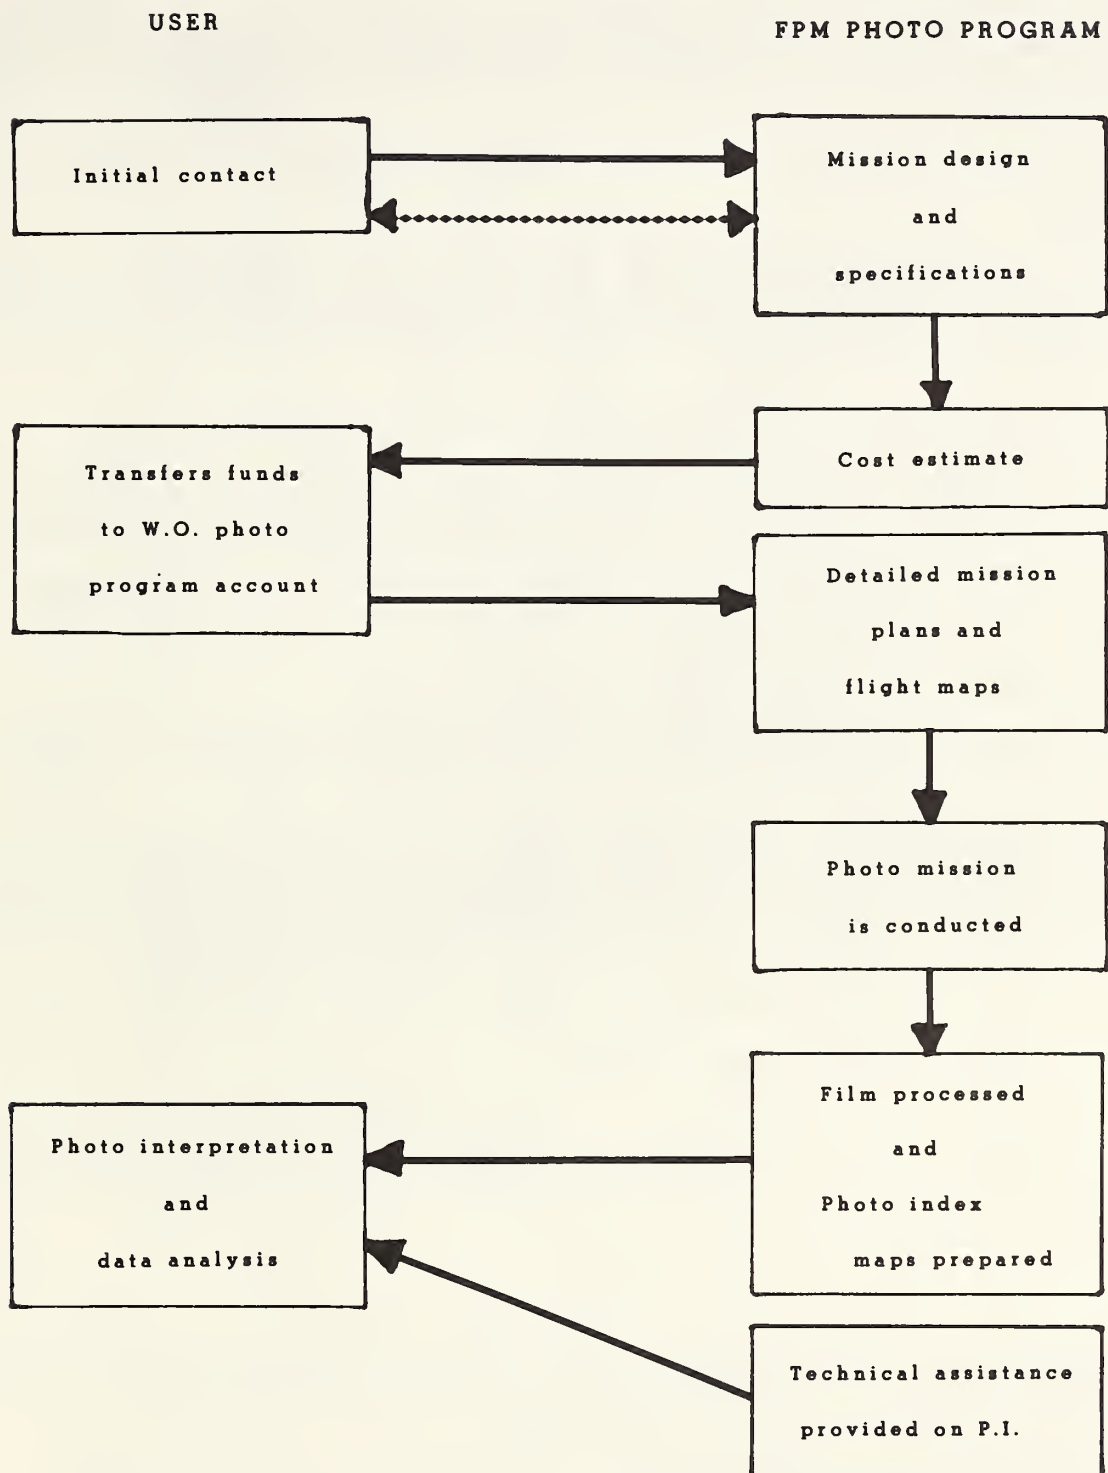 USER
FPM PHOTO PROGRAM
Initial contact
Mission design
and
specifications
Cost estimate
Transfers funds
to W.O. photo
program account
Detailed mission
plans and
flight maps
Photo mission
is conducted
Film processed
and
Photo index
maps prepared
Photo interpretation
and
data analysis
Technical assistance
provided on P.I.